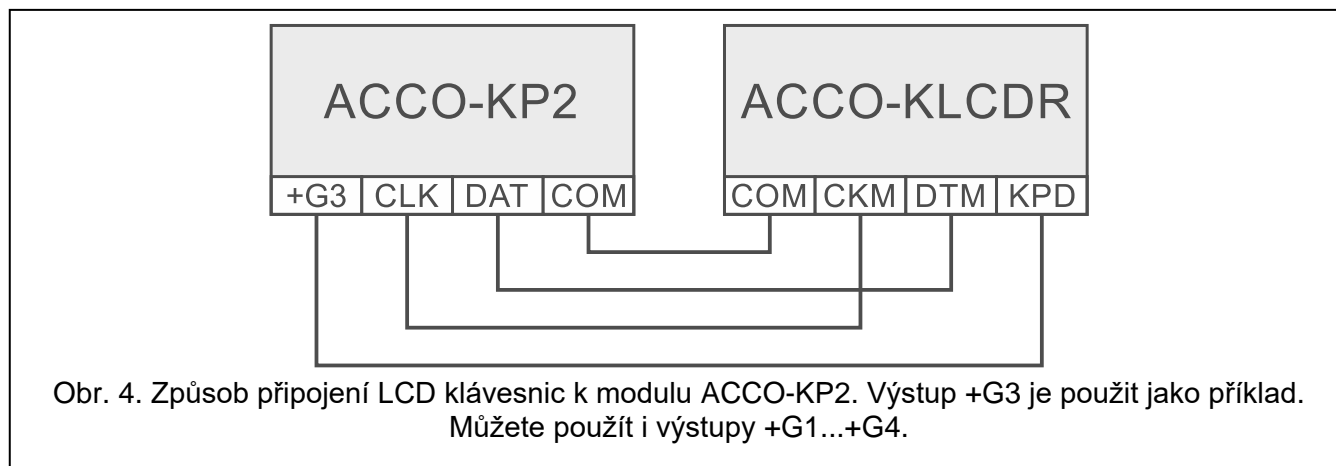 ACCO-KP2 ACCO-KLCDR
+G3 CLK DAT COM COM CKM DTM KPD
Obr. 4. Způsob připojení LCD klávesnic k modulu ACCO-KP2. Výstup +G3 je použit jako příklad.
Můžete použít i výstupy +G1...+G4.